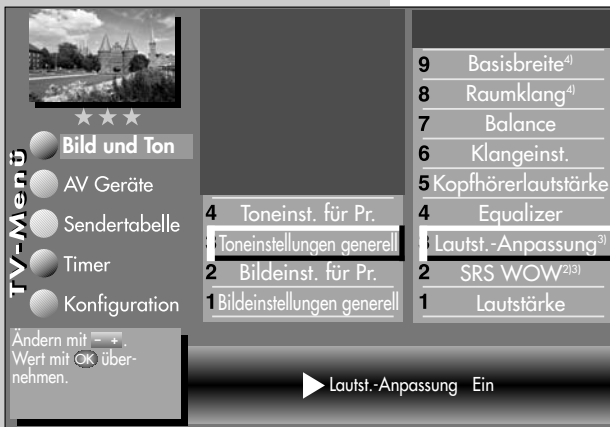 TV-Menü
Bild und Ton
AV Geräte
Sendertabelle
Timer
Konfiguration
4 Toneinst. für Pr.
3 Toneinstellungen generell
2 Bildeinst. für Pr.
1 Bildeinstellungen generell
9 Basisbreite4)
8 Raumklang4)
7 Balance
6 Klangeinst.
5 Kopfhörerlautstärke
4 Equalizer
3 Lautst.-Anpassung3)
2 SRS WOW2)3)
1 Lautstärke
Ändern mit - + .
Wert mit OK über-
nehmen.
Lautst.-Anpassung Ein